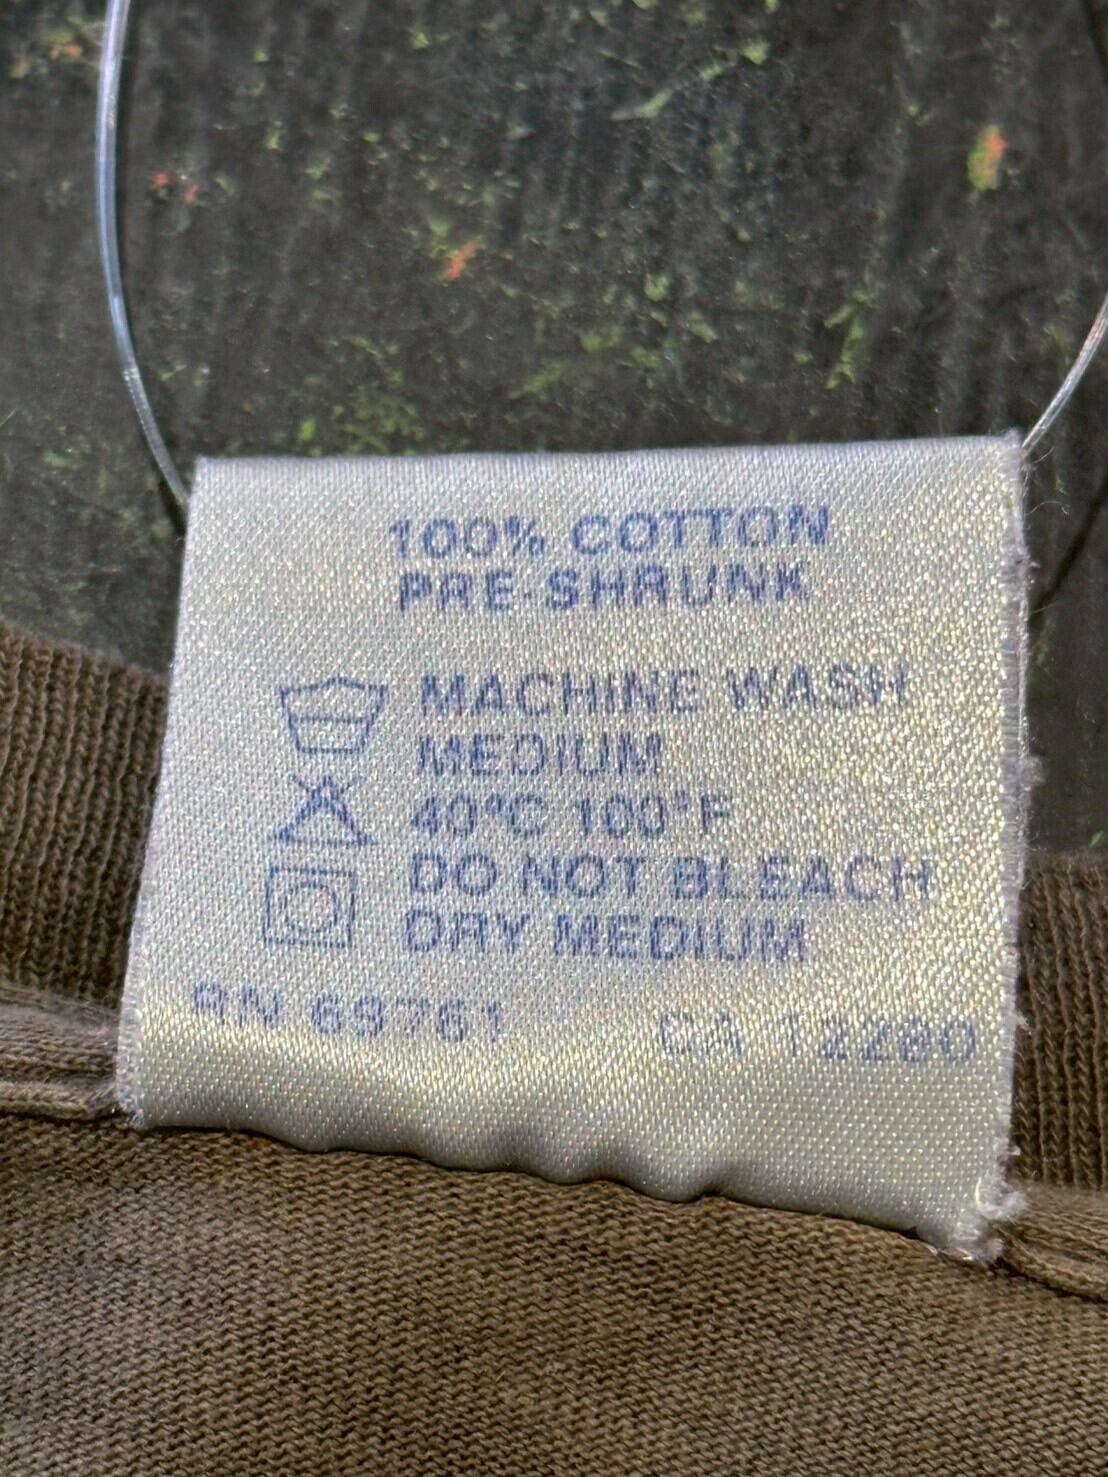 100% COTTON
PRE-SHRUNK
MACHINE WASH
MEDIUM
40°C 100°F
DO NOT BLEACH
DRY MEDIUM
RN 69761 CA 12280